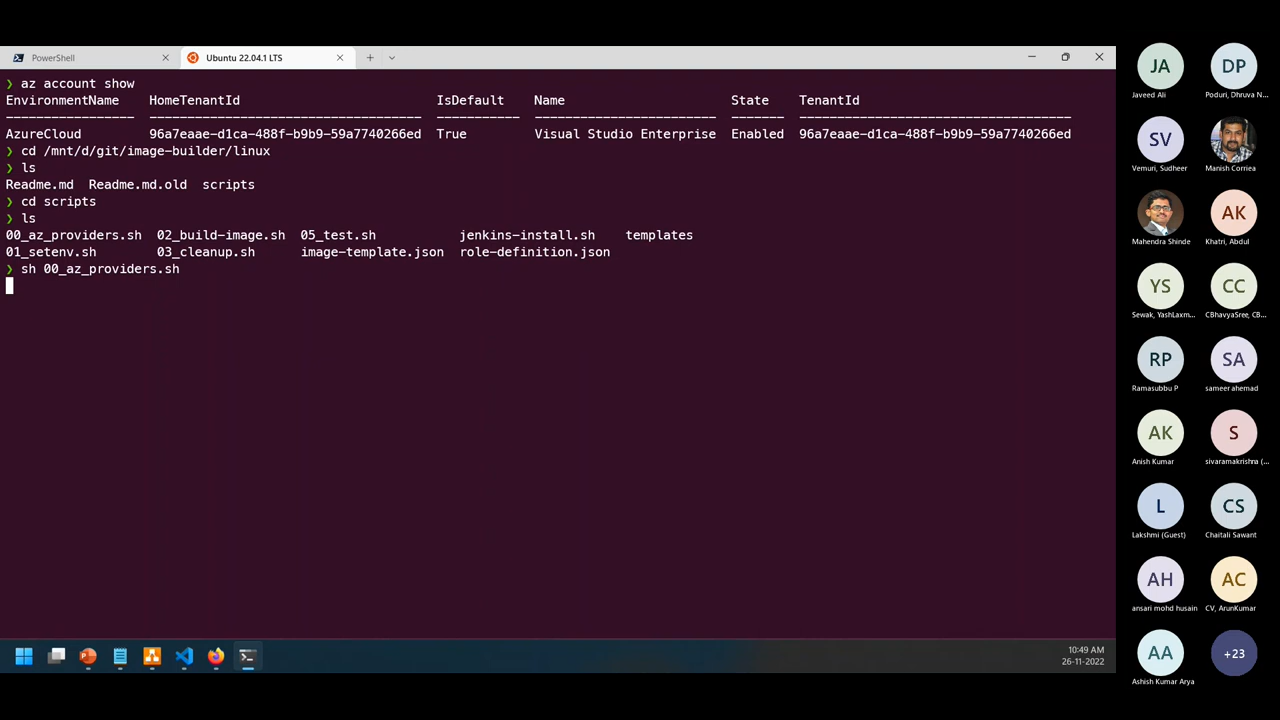 PowerShell
Ubuntu 22.04.1 LTS
❯ az account show
EnvironmentName HomeTenantId IsDefault Name State TenantId
----------------- ------------------------------------ ----------- ------------------------ ------- ------------------------------------
AzureCloud 96a7eaae-d1ca-488f-b9b9-59a7740266ed True Visual Studio Enterprise Enabled 96a7eaae-d1ca-488f-b9b9-59a7740266ed
❯ cd /mnt/d/git/image-builder/linux
❯ ls
Readme.md Readme.md.old scripts
❯ cd scripts
❯ ls
00_az_providers.sh 02_build-image.sh 05_test.sh jenkins-install.sh templates
01_setenv.sh 03_cleanup.sh image-template.json role-definition.json
❯ sh 00_az_providers.sh
10:49 AM
26-11-2022
JA
Javeed Ali
DP
Poduri, Dhruva N...
SV
Vemuri, Sudheer
Manish Corriea
Mahendra Shinde
AK
Khatri, Abdul
YS
Sewak, YashLaxm...
CC
CBhavyaSree, CB...
RP
Ramasubbu P
SA
sameer ahemad
AK
Anish Kumar
S
sivaramakrishna (...
L
Lakshmi (Guest)
CS
Chaitali Sawant
AH
ansari mohd husain
AC
CV, ArunKumar
AA
Ashish Kumar Arya
+23